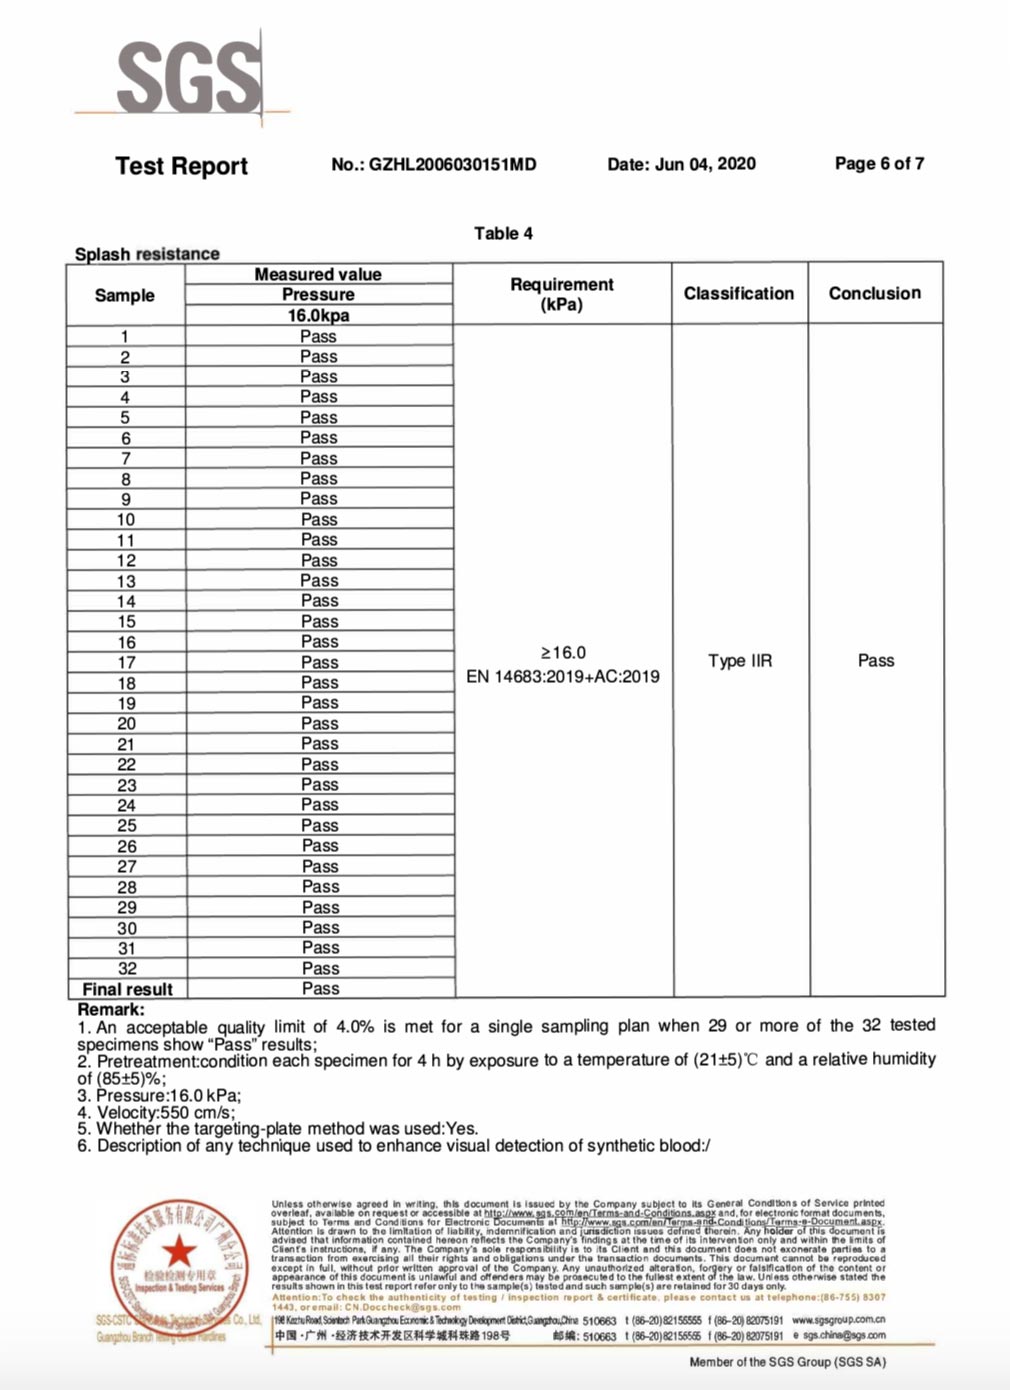 SGS
Test Report No.: GZHL2006030151MD Date: Jun 04, 2020 Page 6 of 7
Table 4
Splash resistance
Sample Measured value Requirement (kPa) Classification Conclusion
Pressure
16.0kpa
1 Pass
2 Pass
3 Pass
4 Pass
5 Pass
6 Pass
7 Pass
8 Pass
9 Pass
10 Pass
11 Pass
12 Pass
13 Pass
14 Pass
15 Pass
16 Pass
17 Pass
18 Pass
19 Pass
20 Pass
21 Pass
22 Pass
23 Pass
24 Pass
25 Pass
26 Pass
27 Pass
28 Pass
29 Pass
30 Pass
31 Pass
32 Pass
Final result Pass
≥16.0
EN 14683:2019+AC:2019
Type IIR
Pass
Remark:
1. An acceptable quality limit of 4.0% is met for a single sampling plan when 29 or more of the 32 tested
specimens show “Pass” results;
2. Pretreatment:condition each specimen for 4 h by exposure to a temperature of (21±5)℃ and a relative humidity
of (85±5)%;
3. Pressure:16.0 kPa;
4. Velocity:550 cm/s;
5. Whether the targeting-plate method was used:Yes.
6. Description of any technique used to enhance visual detection of synthetic blood:/
检验检测专用章
Inspection & Testing Services
SGS-CSTC Co., Ltd.
Guangzhou Branch Testing Center Hardlines
Unless otherwise agreed in writing, this document is issued by the Company subject to its General Conditions of Service printed
overleaf, available on request or accessible at http://www.sgs.com/en/Terms-and-Conditions.aspx and, for electronic format documents,
subject to Terms and Conditions for Electronic Documents at http://www.sgs.com/en/Terms-and-Conditions/Terms-e-Document.aspx.
Attention is drawn to the limitation of liability, indemnification and jurisdiction issues defined therein. Any holder of this document is
advised that information contained hereon reflects the Company's findings at the time of its intervention only and within the limits of
Client's instructions, if any. The Company's sole responsibility is to its Client and this document does not exonerate parties to a
transaction from exercising all their rights and obligations under the transaction documents. This document cannot be reproduced
except in full, without prior written approval of the Company. Any unauthorized alteration, forgery or falsification of the content or
appearance of this document is unlawful and offenders may be prosecuted to the fullest extent of the law. Unless otherwise stated the
results shown in this test report refer only to the sample(s) tested and such sample(s) are retained for 30 days only.
Attention:To check the authenticity of testing / inspection report & certificate, please contact us at telephone:(86-755) 8307
1443, or email: CN.Doccheck@sgs.com
198 Kezhu Road, Scientech Park Guangzhou Economic & Technology Development District, Guangzhou, China 510663 t (86-20) 82155555 f (86-20) 82075191 www.sgsgroup.com.cn
中国·广州·经济技术开发区科学城科珠路198号 邮编: 510663 t (86-20) 82155555 f (86-20) 82075191 e sgs.china@sgs.com
Member of the SGS Group (SGS SA)